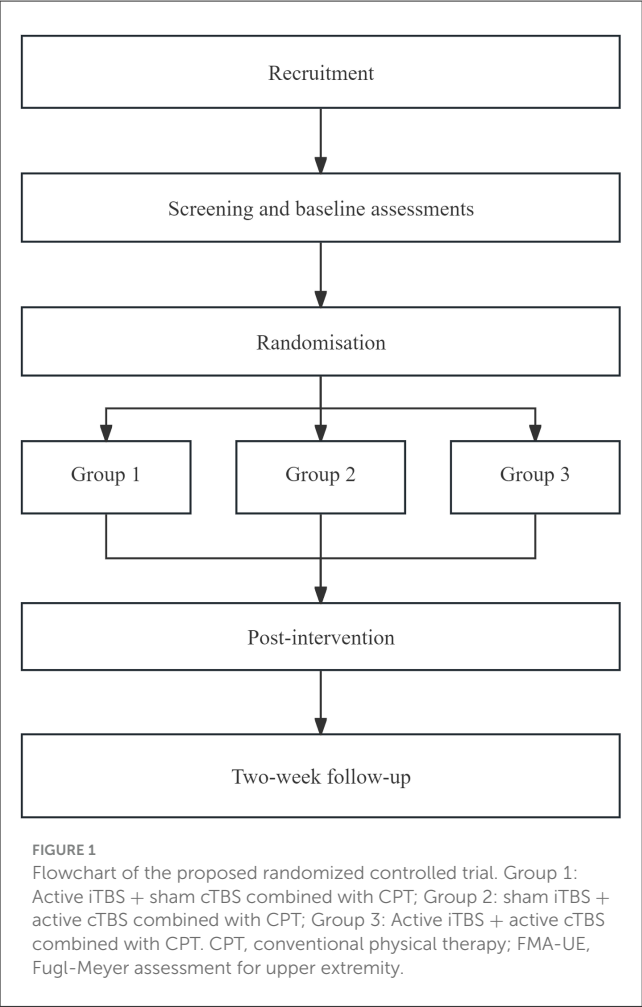 Recruitment
Screening and baseline assessments
Randomisation
Group 1
Group 2
Group 3
Post-intervention
Two-week follow-up
FIGURE 1
Flowchart of the proposed randomized controlled trial. Group 1:
Active iTBS + sham cTBS combined with CPT; Group 2: sham iTBS +
active cTBS combined with CPT; Group 3: Active iTBS + active cTBS
combined with CPT. CPT, conventional physical therapy; FMA-UE,
Fugl-Meyer assessment for upper extremity.